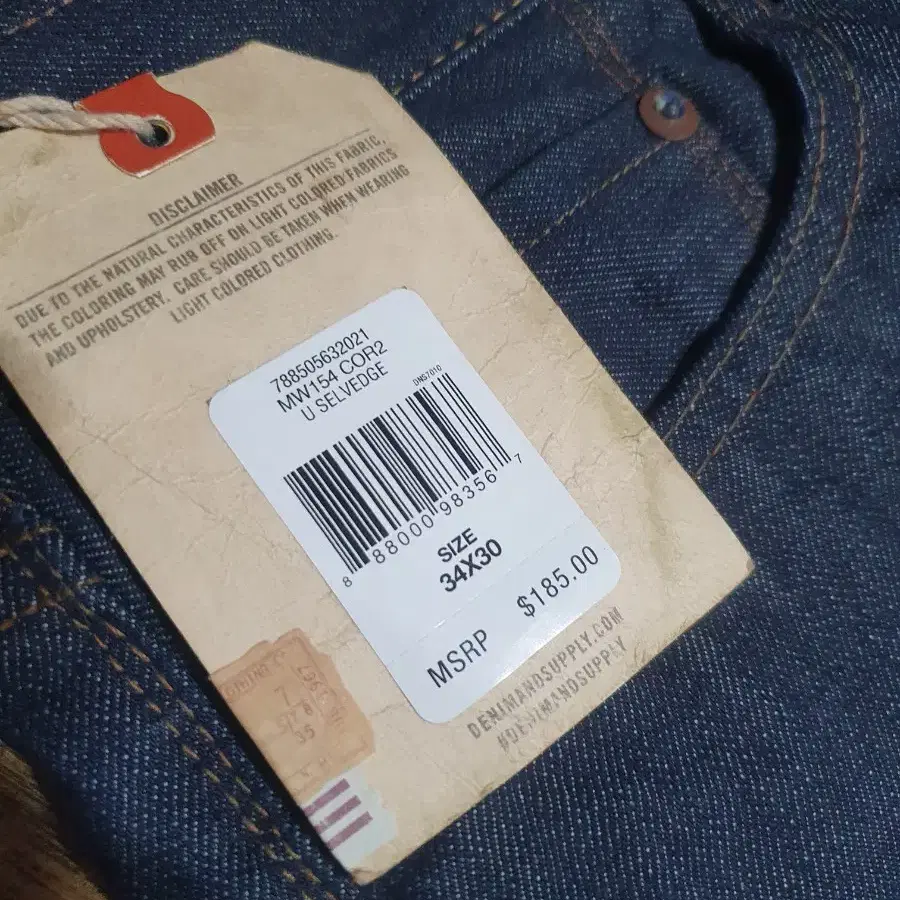 DISCLAIMER
DUE TO THE NATURAL CHARACTERISTICS OF THIS FABRIC,
THE COLORING MAY RUB OFF ON LIGHT COLORED FABRICS
AND UPHOLSTERY. CARE SHOULD BE TAKEN WHEN WEARING
LIGHT COLORED CLOTHING.
788505632021
MW154 COR2
U SELVEDGE
DNS7010
8 88000 98356 7
SIZE
34X30
MSRP $185.00
DENIMANDSUPPLY.COM
#DENIMANDSUPPLY